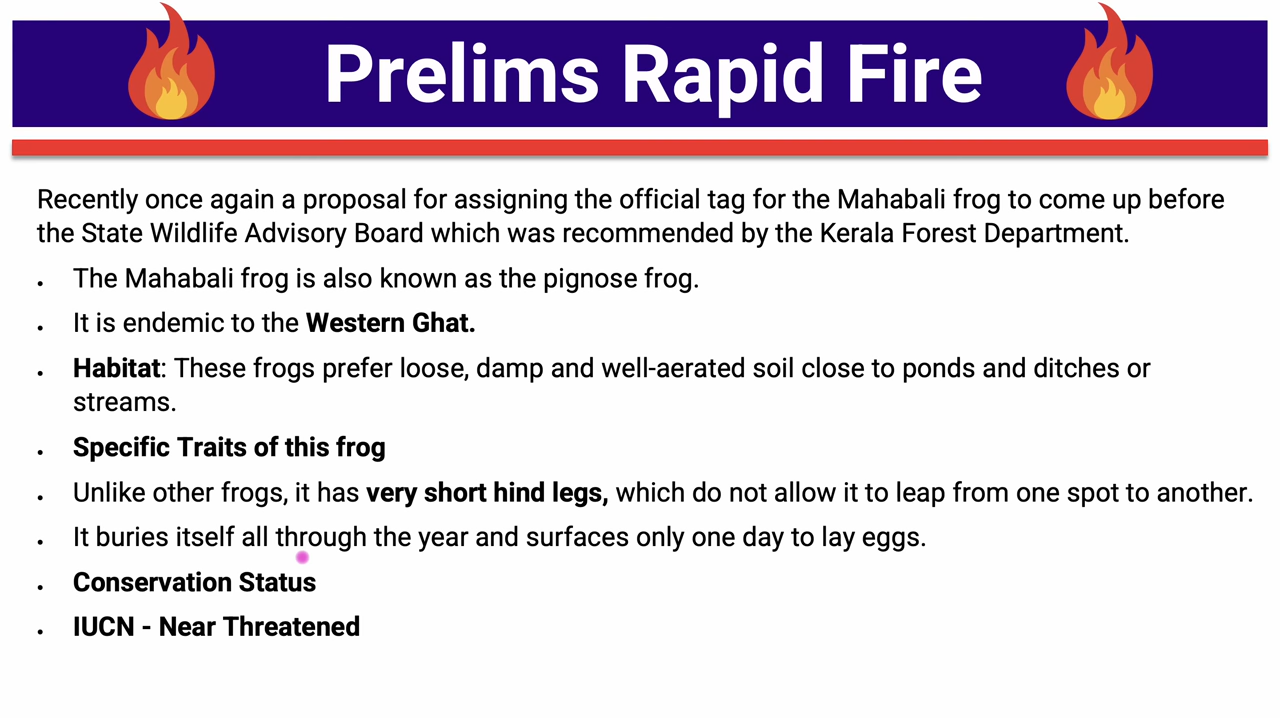 Prelims Rapid Fire
Recently once again a proposal for assigning the official tag for the Mahabali frog to come up before
the State Wildlife Advisory Board which was recommended by the Kerala Forest Department.
• The Mahabali frog is also known as the pignose frog.
• It is endemic to the Western Ghat.
• Habitat: These frogs prefer loose, damp and well-aerated soil close to ponds and ditches or
streams.
• Specific Traits of this frog
• Unlike other frogs, it has very short hind legs, which do not allow it to leap from one spot to another.
• It buries itself all through the year and surfaces only one day to lay eggs.
• Conservation Status
• IUCN - Near Threatened